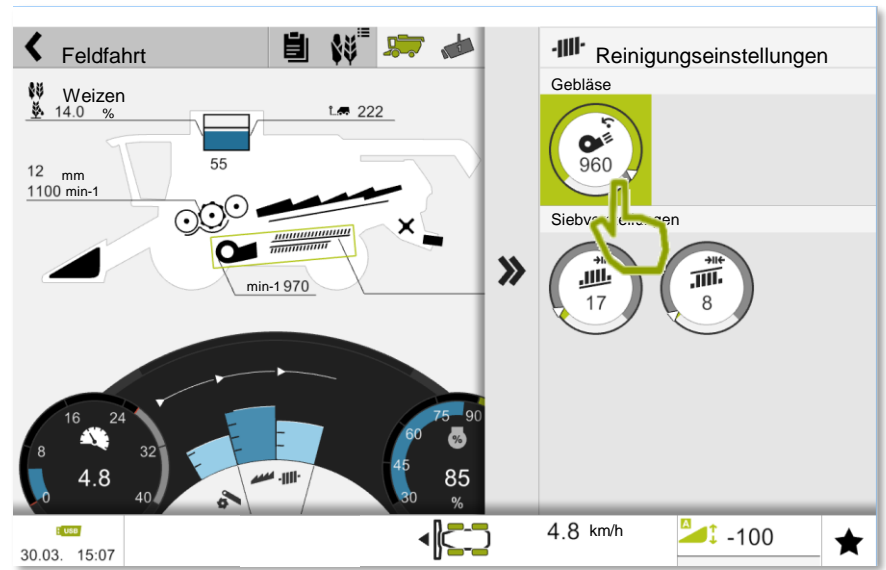 Feldfahrt
Reinigungseinstellungen
Weizen
14.0 %
222
Gebläse
55
960
12 mm
1100 min-1
min-1 970
17
8
16 24
8 32
0 40
4.8
75 90
60
45
30
%
85
%
USB
30.03. 15:07
4.8 km/h
A
-100